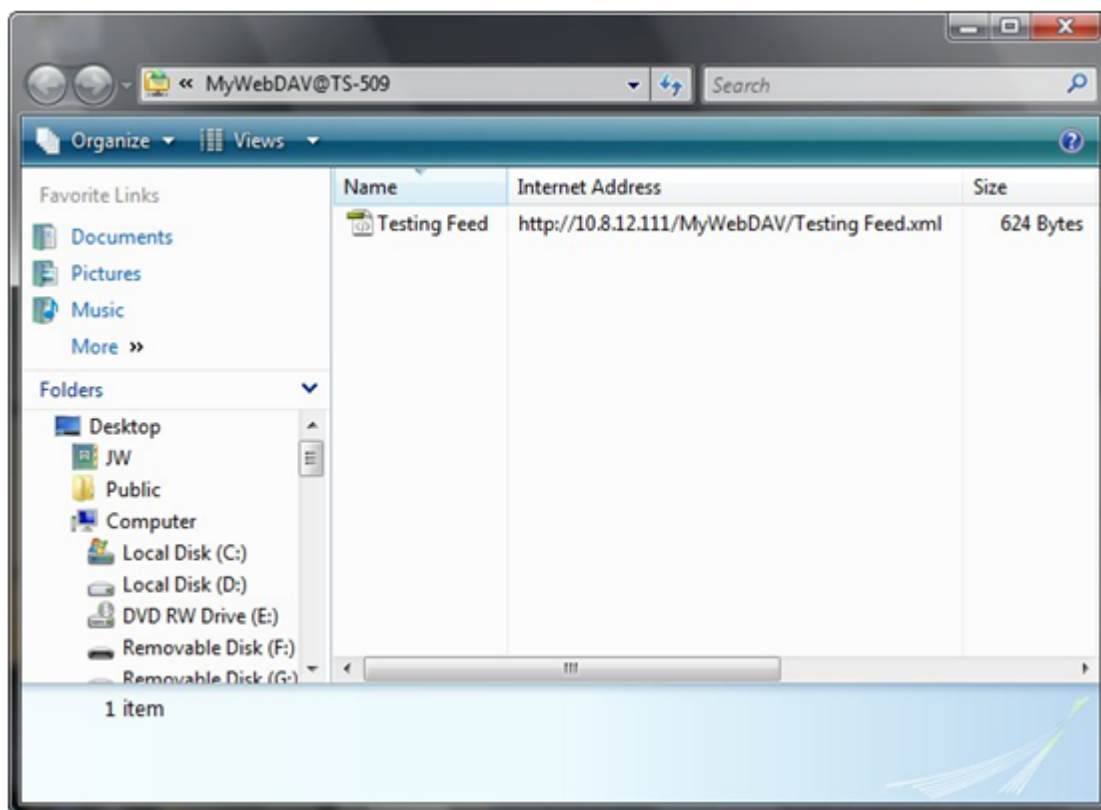 « MyWebDAV@TS-509
Search
Organize Views
Favorite Links
Documents
Pictures
Music
More »
Folders
Desktop
JW
Public
Computer
Local Disk (C:)
Local Disk (D:)
DVD RW Drive (E:)
Removable Disk (F:)
Removable Disk (G:)
Name Internet Address Size
Testing Feed http://10.8.12.111/MyWebDAV/Testing Feed.xml 624 Bytes
1 item